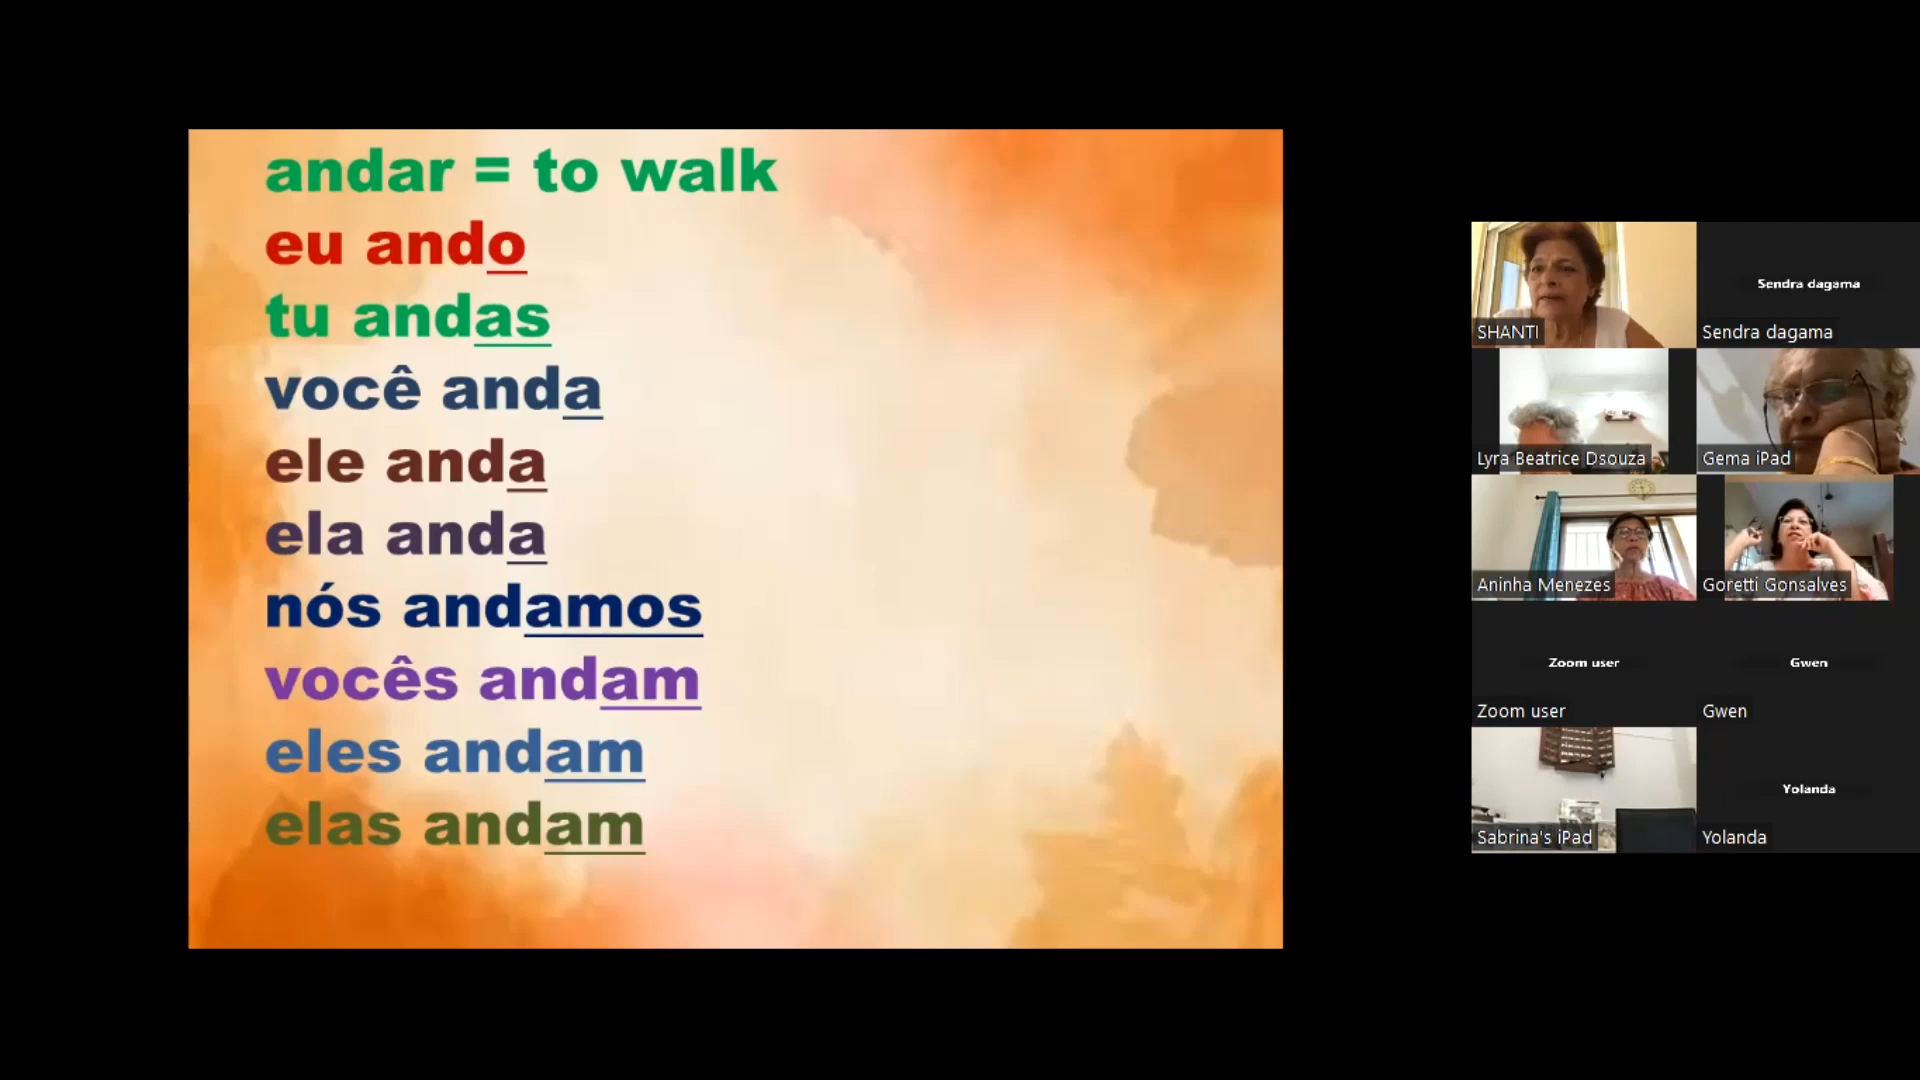 andar = to walk
eu ando
tu andas
você anda
ele anda
ela anda
nós andamos
vocês andam
eles andam
elas andam
SHANTI
Sendra dagama
Sendra dagama
Lyra Beatrice Dsouza
Gema iPad
Aninha Menezes
Goretti Gonsalves
Zoom user
Zoom user
Gwen
Gwen
Sabrina's iPad
Yolanda
Yolanda